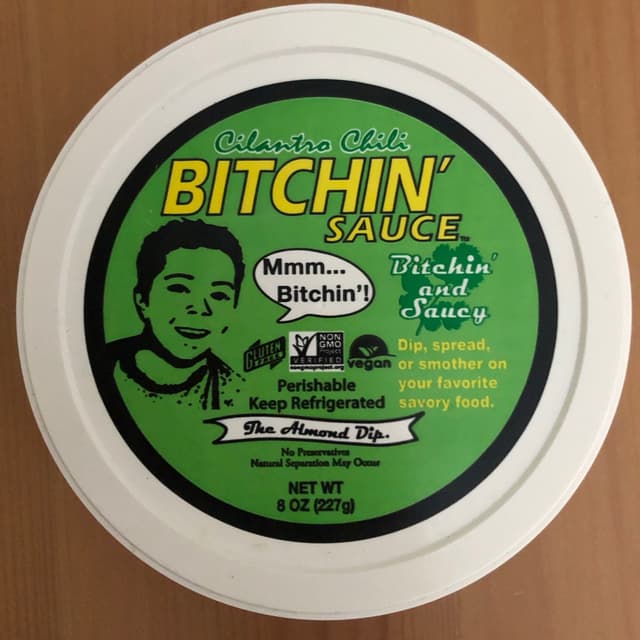 Cilantro Chili
BITCHIN'
SAUCE™
Mmm...
Bitchin'!
Bitchin'
and
Saucy
GLUTEN
FREE
NON
GMO
PROJECT
VERIFIED
vegan
Dip, spread,
or smother on
your favorite
savory food.
Perishable
Keep Refrigerated
The Almond Dip.
No Preservatives
Natural Separation May Occur
NET WT
8 OZ (227g)